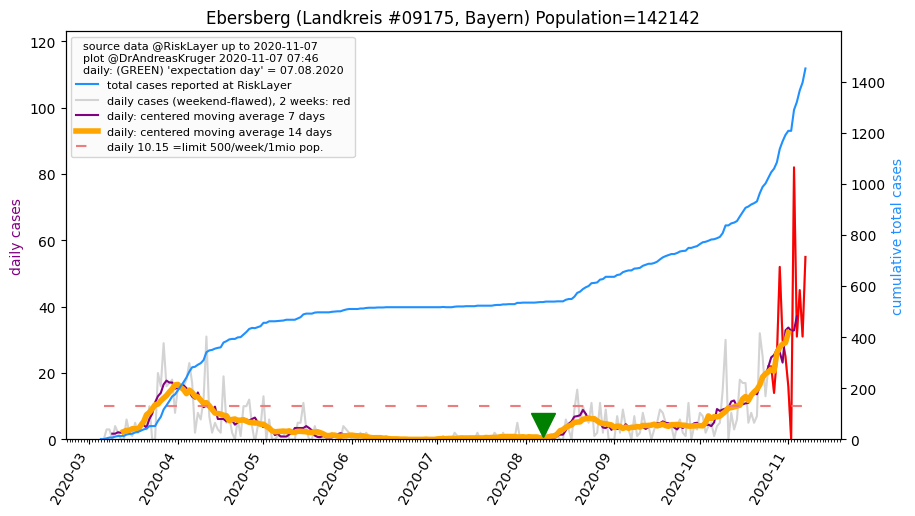 Ebersberg (Landkreis #09175, Bayern) Population=142142
source data @RiskLayer up to 2020-11-07
plot @DrAndreasKruger 2020-11-07 07:46
daily: (GREEN) 'expectation day' = 07.08.2020
total cases reported at RiskLayer
daily cases (weekend-flawed), 2 weeks: red
daily: centered moving average 7 days
daily: centered moving average 14 days
daily 10.15 =limit 500/week/1mio pop.
daily cases
120
100
80
60
40
20
0
cumulative total cases
1400
1200
1000
800
600
400
200
0
2020-03
2020-04
2020-05
2020-06
2020-07
2020-08
2020-09
2020-10
2020-11